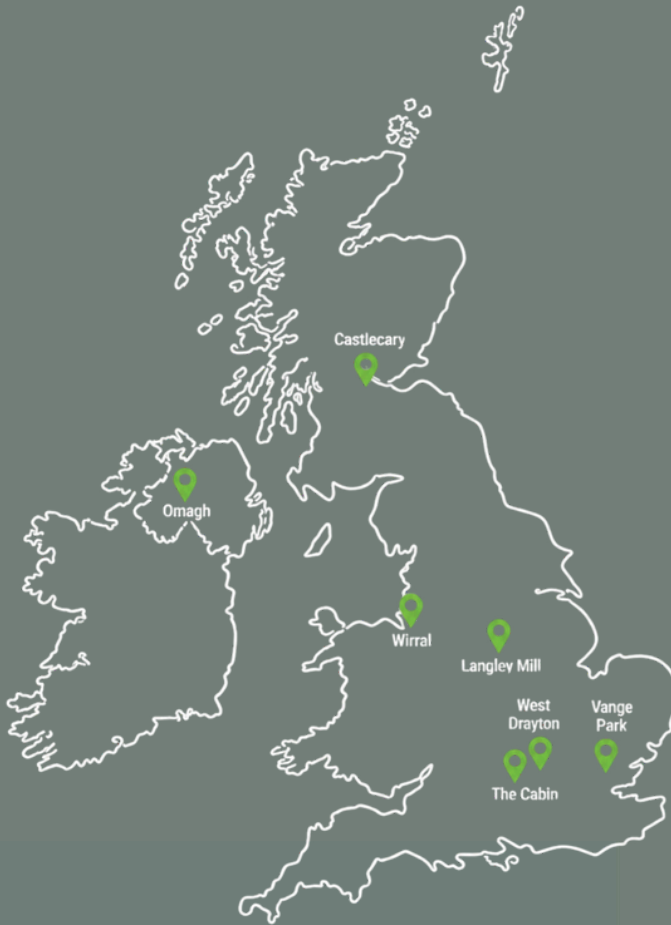 Castlecary
Omagh
Wirral
Langley Mill
West
Drayton
Vange
Park
The Cabin